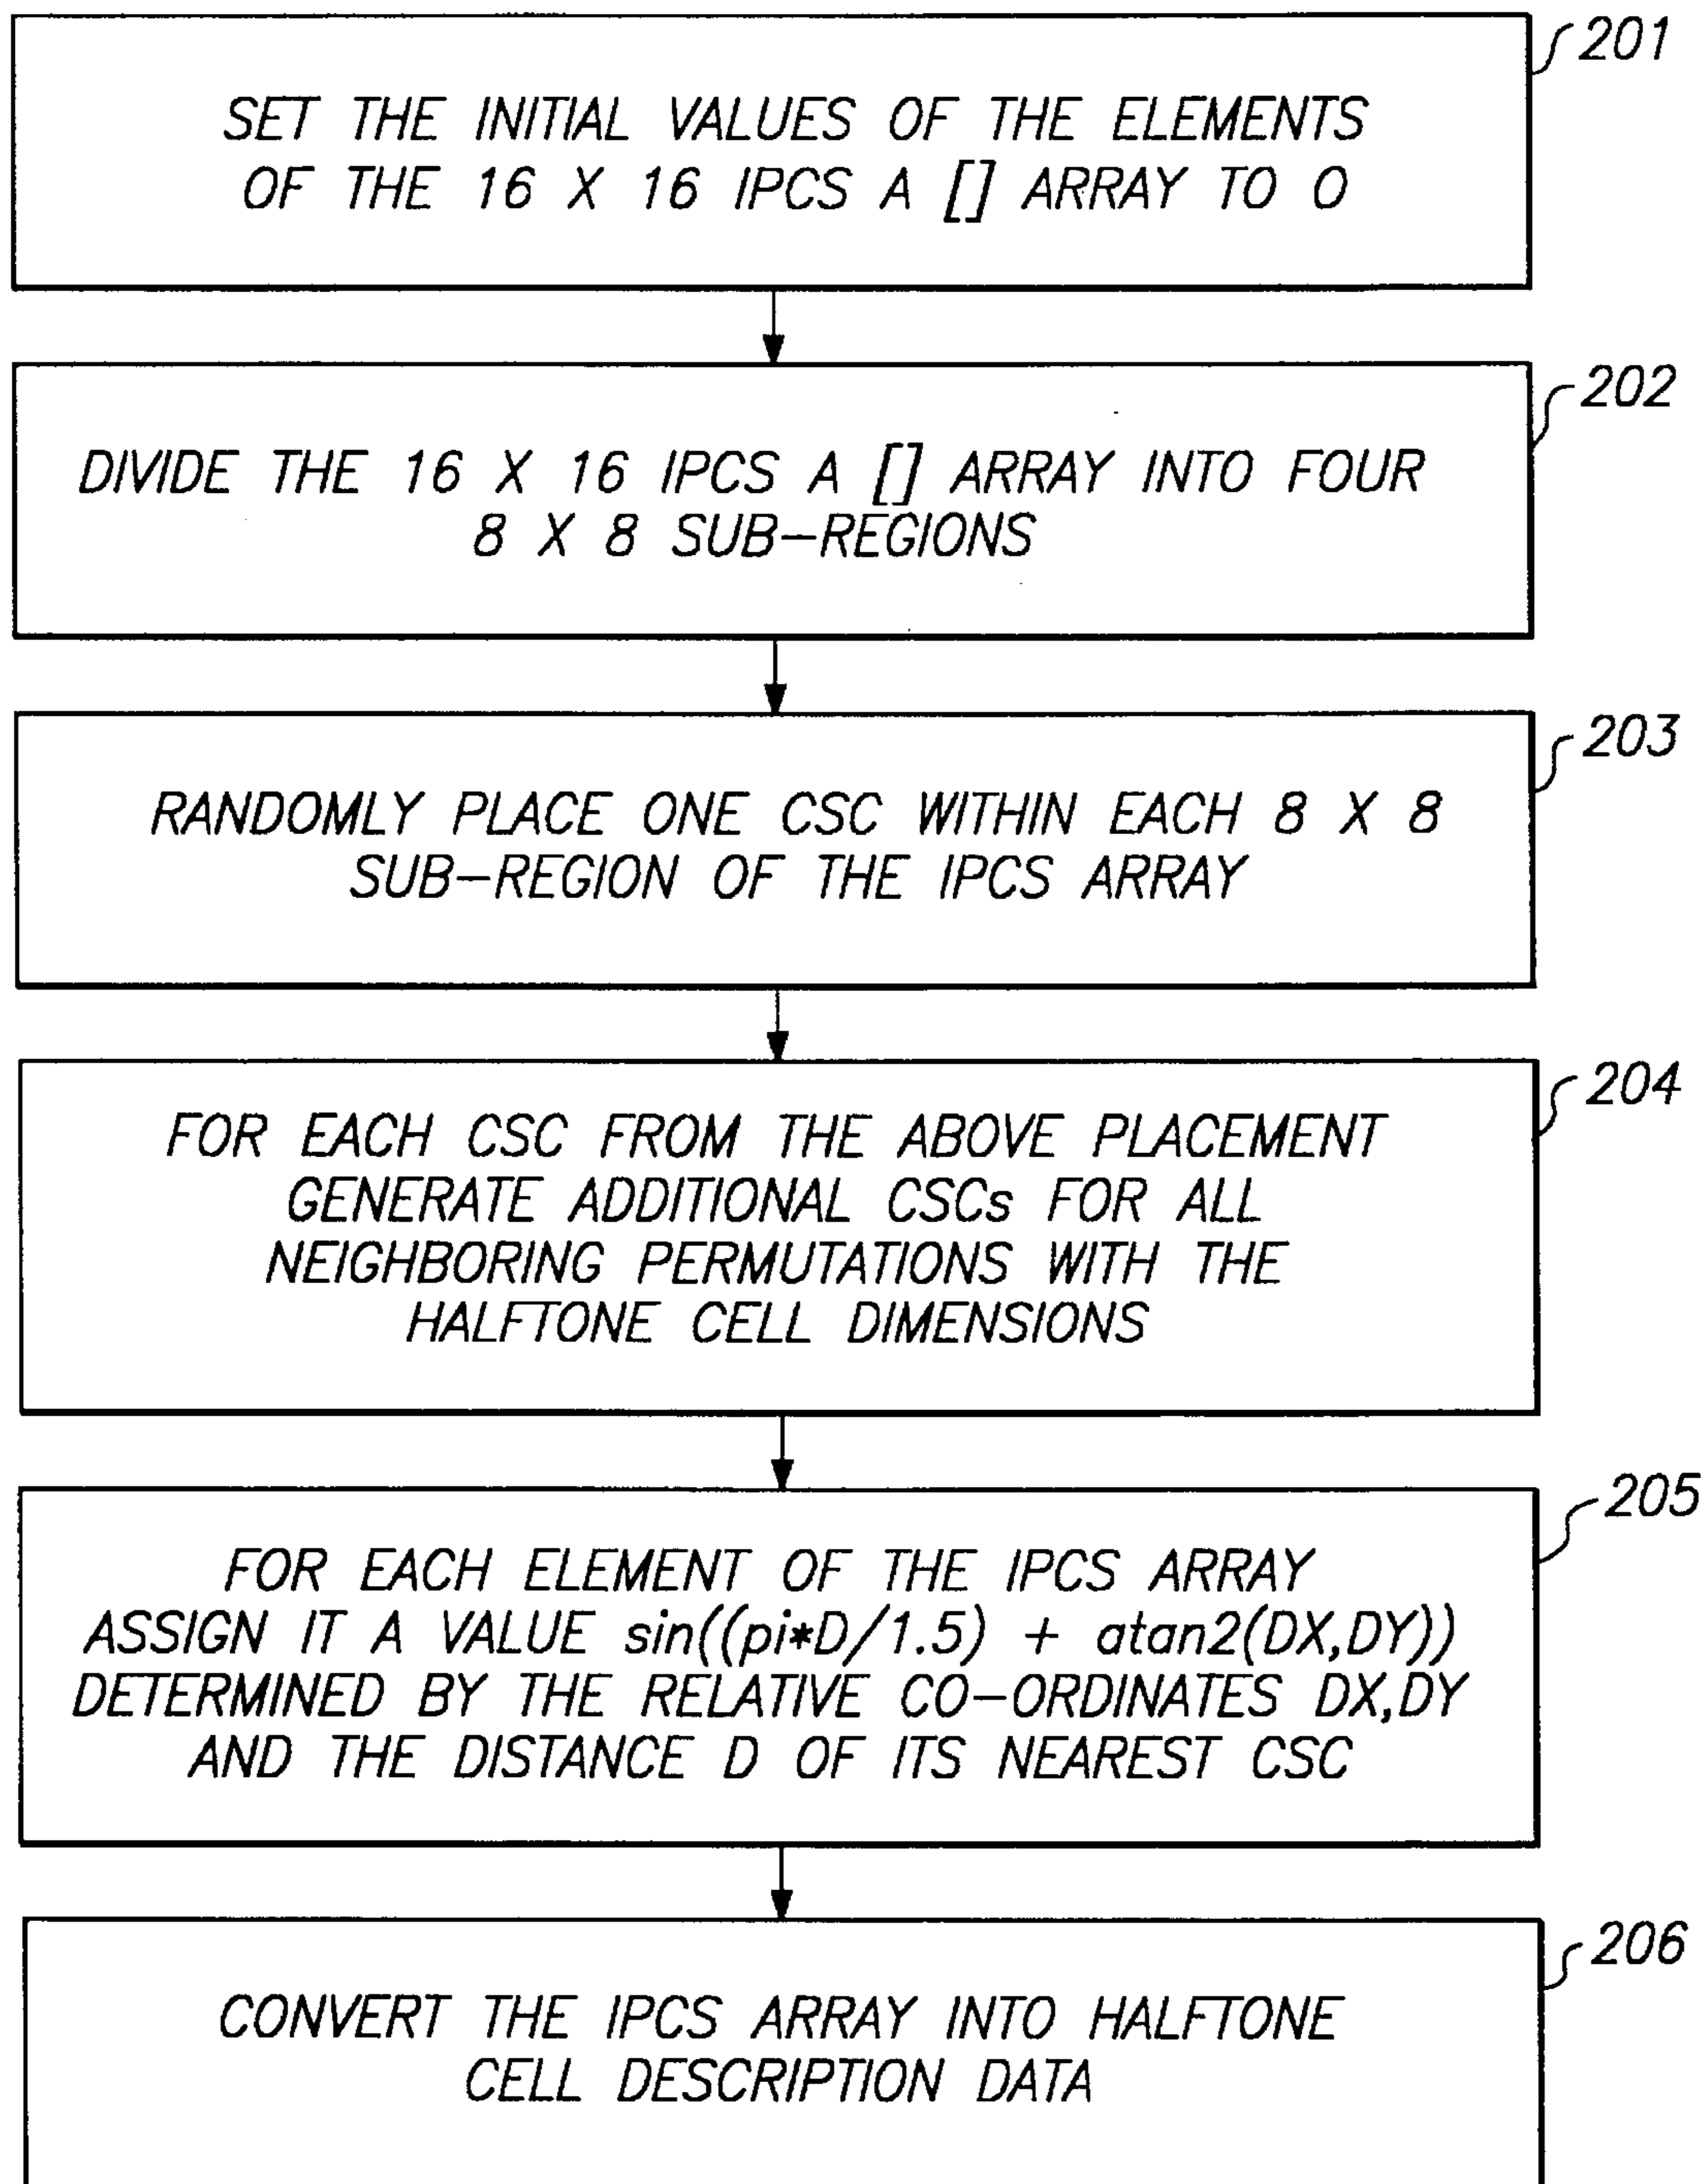 201
SET THE INITIAL VALUES OF THE ELEMENTS
OF THE 16 X 16 IPCS A [] ARRAY TO 0
202
DIVIDE THE 16 X 16 IPCS A [] ARRAY INTO FOUR
8 X 8 SUB-REGIONS
203
RANDOMLY PLACE ONE CSC WITHIN EACH 8 X 8
SUB-REGION OF THE IPCS ARRAY
204
FOR EACH CSC FROM THE ABOVE PLACEMENT
GENERATE ADDITIONAL CSCs FOR ALL
NEIGHBORING PERMUTATIONS WITH THE
HALFTONE CELL DIMENSIONS
205
FOR EACH ELEMENT OF THE IPCS ARRAY
ASSIGN IT A VALUE sin((pi*D/1.5) + atan2(DX,DY))
DETERMINED BY THE RELATIVE CO-ORDINATES DX,DY
AND THE DISTANCE D OF ITS NEAREST CSC
206
CONVERT THE IPCS ARRAY INTO HALFTONE
CELL DESCRIPTION DATA